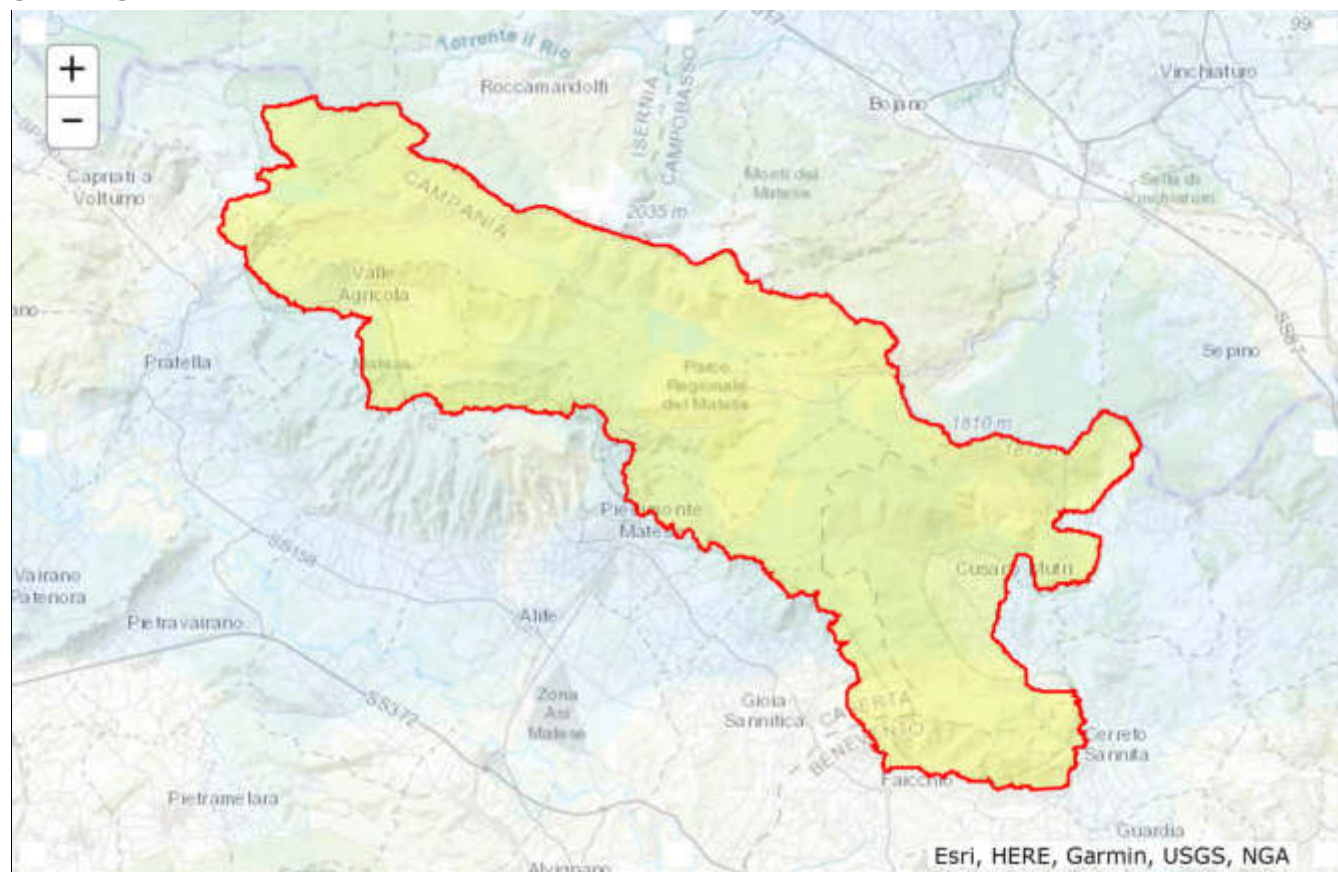 +
−
Torrente il Rio
Roccamandolfi
ISERNIA
CAMPOBASSO
Bojano
Vinchiaturo
Capriati a
Volturno
CAMPANIA
Monti del
Matese
Sella di
Vinchiaturo
2035 m
Valle
Agricola
Pratella
Parco
Regionale
del Matese
SS87
Sepino
1810 m
Piedimonte
Matese
SS158
Cusano Mutri
Vairano
Patenora
Pietravairano
Alife
SS372
Zona
Asi
Matese
Gioia
Sannitica
CASERTA
BENEVENTO
Cerreto
Sannita
Faicchio
Pietramelara
Guardia
Alvignano
Esri, HERE, Garmin, USGS, NGA